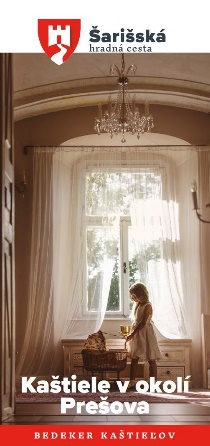 Šarišská
hradná cesta
Kaštiele v okolí
Prešova
BEDEKER KAŠTIEĽOV